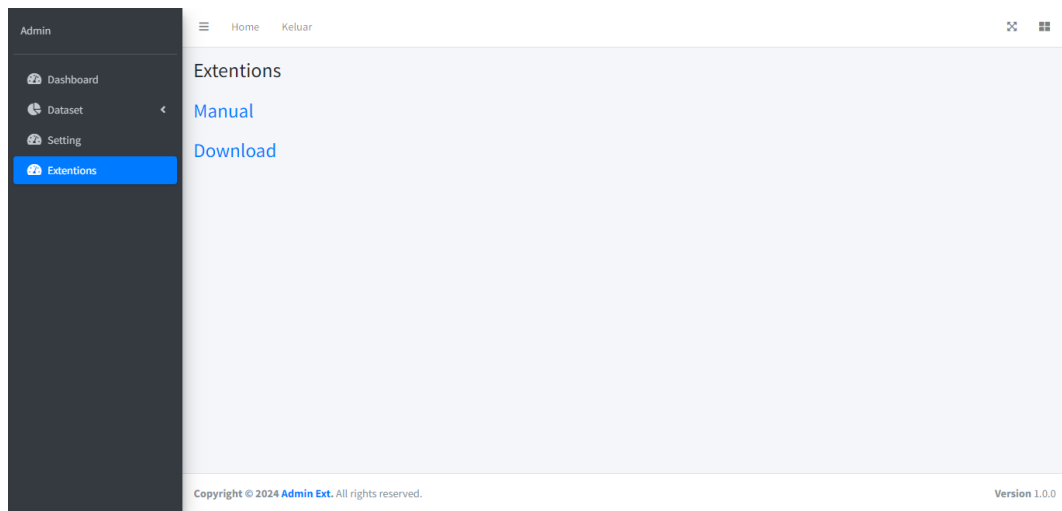 Admin
Dashboard
Dataset
Setting
Extentions
Home Keluar
Extentions
Manual
Download
Copyright © 2024 Admin Ext. All rights reserved.
Version 1.0.0